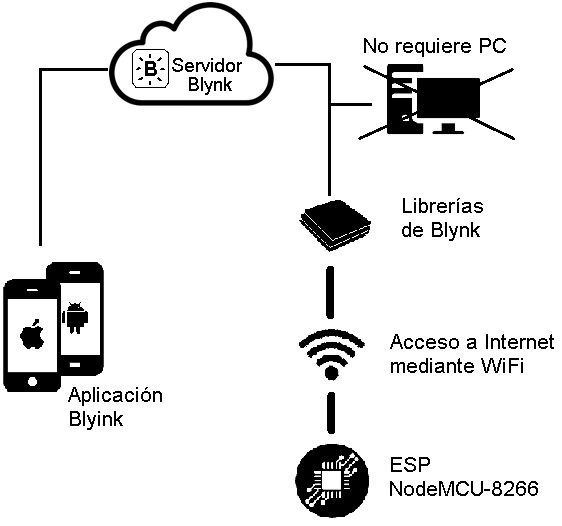 No requiere PC
B Servidor
Blynk
Librerías
de Blynk
Acceso a Internet
mediante WiFi
Aplicación
Blyink
ESP
NodeMCU-8266